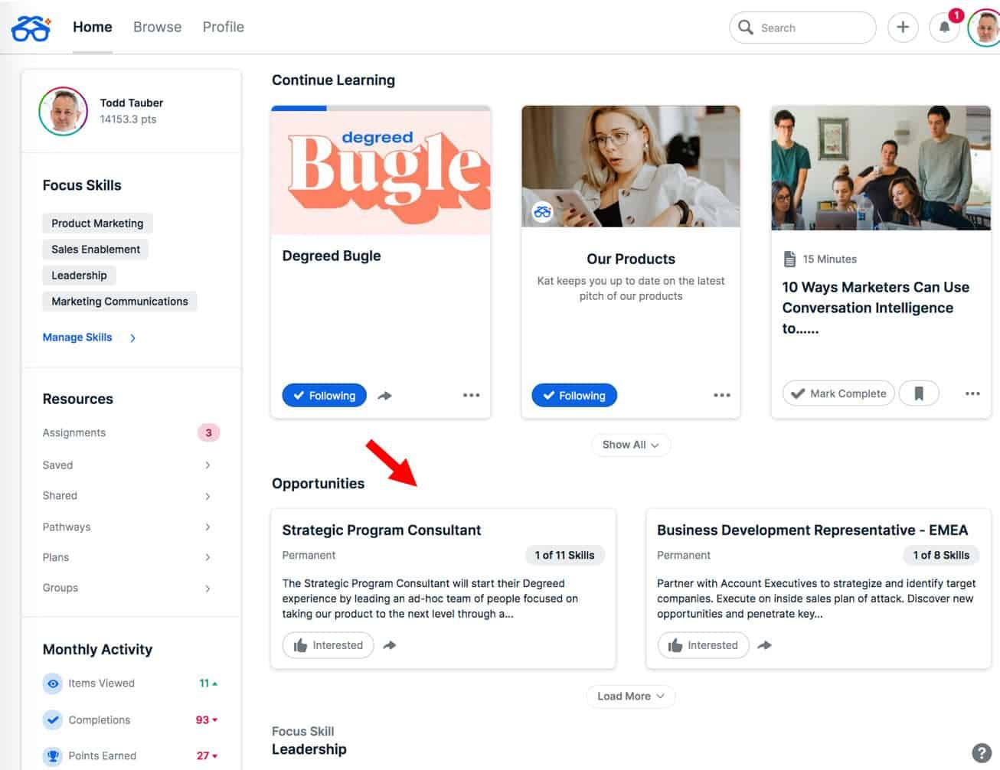 Home Browse Profile
Search
1
Todd Tauber
14153.3 pts
Focus Skills
Product Marketing
Sales Enablement
Leadership
Marketing Communications
Manage Skills
Resources
Assignments 3
Saved
Shared
Pathways
Plans
Groups
Monthly Activity
Items Viewed 11
Completions 93
Points Earned 27
Continue Learning
degreed
Bugle
Degreed Bugle
Following
Our Products
Kat keeps you up to date on the latest
pitch of our products
Following
15 Minutes
10 Ways Marketers Can Use
Conversation Intelligence
to......
Mark Complete
Show All
Opportunities
Strategic Program Consultant
Permanent 1 of 11 Skills
The Strategic Program Consultant will start their Degreed
experience by leading an ad-hoc team of people focused on
taking our product to the next level through a...
Interested
Business Development Representative - EMEA
Permanent 1 of 8 Skills
Partner with Account Executives to strategize and identify target
companies. Execute on inside sales plan of attack. Discover new
opportunities and penetrate key...
Interested
Load More
Focus Skill
Leadership
?